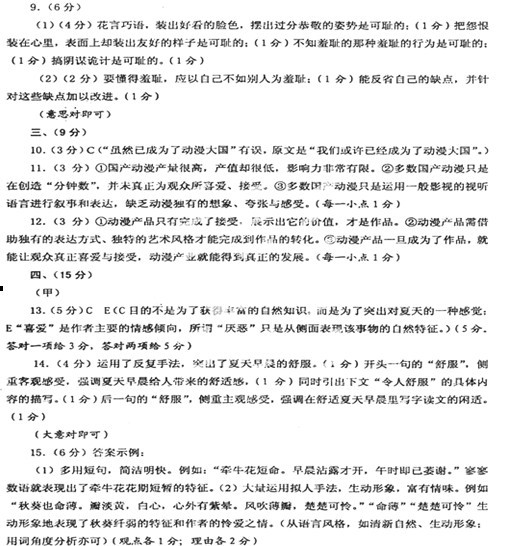 9.(6分)
(1)(4分)花言巧语，装出好看的脸色，摆出过分恭敬的姿势是可耻的；(1分)把怨恨
装在心里，表面上却装出友好的样子是可耻的；(1分)不知羞耻的那种羞耻的行为是可耻的；
(1分)搞阴谋诡计是可耻的。(1分)
(2)(2分)要懂得羞耻，应以自己不如别人为羞耻；(1分)能反省自己的缺点，并针
对这些缺点加以改进。(1分)
(意思对即可)
三、(9分)
10.(3分)C(“虽然已成为了动漫大国”有误，原文是“我们或许已经成为了动漫大国”。)
11.(3分)①国产动漫产量很高，产值却很低，影响力非常有限。②多数国产动漫只是
在创造“分钟数”，并未真正为观众所喜爱、接受。③多数国产动漫只是运用一般影视的视听
语言进行叙事和表达，缺乏动漫独有的想象、夸张与感受。(每一小点1分)
12.(3分)①动漫产品只有完成了接受，展示出它的价值，才是作品。②动漫产品需借
助独有的表达方式、独特的艺术风格才能完成到作品的转化。③动漫产品一旦成为了作品，就
能让观众真正喜爱与接受，动漫产业就能得到真正的发展。(每一小点1分)
四、(15分)
(甲)
13.(5分)C E(C目的不是为了获得丰富的自然知识，而是为了突出对夏天的一种感觉；
E“喜爱”是作者主要的情感倾向，所谓“厌恶”只是从侧面表现该事物的自然特征。)(5分。
答对一项给3分，答对两项给5分)
14.(4分)运用了反复手法，突出了夏天早晨的舒服。(1分)开头一句的“舒服”，侧
重客观感受，强调夏天早晨给人带来的舒适感，(1分)同时引出下文“令人舒服”的具体内
容的描写。(1分)后一句的“舒服”，侧重主观感受，强调在舒适夏天早晨里写字读文的闲适。
(1分)
(大意对即可)
15.(6分)答案示例：
(1)多用短句，简洁明快。例如：“牵牛花短命。早晨沾露才开，午时即已萎谢。”寥寥
数语就表现出了牵牛花花期短暂的特征。(2)大量运用拟人手法，生动形象，富有情味。例如
“秋葵也命薄。瓣淡黄，白心，心外有紫晕。风吹薄瓣，楚楚可怜。”“命薄”“楚楚可怜”生
动形象地表现了秋葵纤弱的特征和作者的怜爱之情。(从语言风格，如清新自然、生动形象；
用词角度分析亦可)(观点各1分；理由各2分)